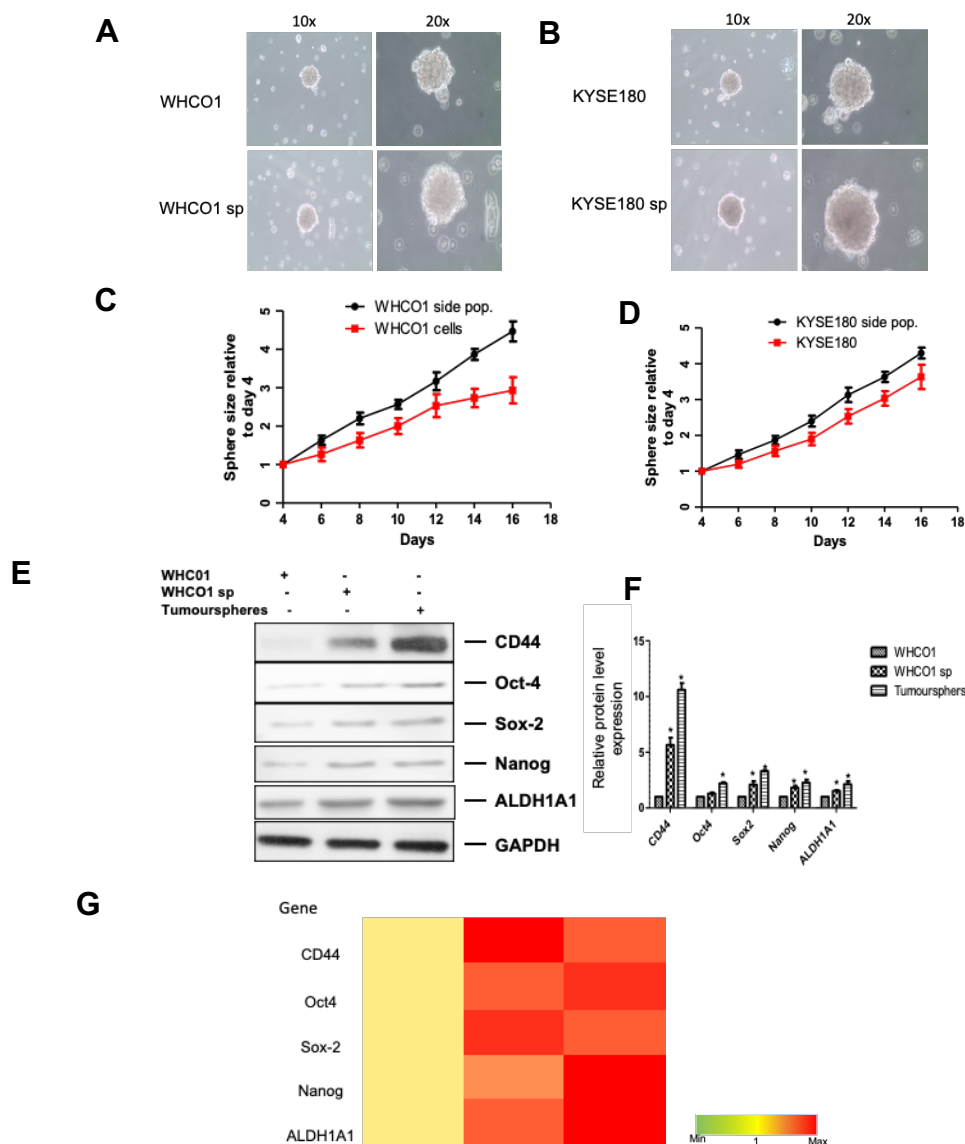 A
10x
20x
WHCO1
WHCO1 sp
B
10x
20x
KYSE180
KYSE180 sp
C
WHCO1 side pop.
WHCO1 cells
Sphere size relative
to day 4
0
1
2
3
4
5
4
6
8
10
12
14
16
18
Days
D
KYSE180 side pop.
KYSE180
Sphere size relative
to day 4
0
1
2
3
4
5
4
6
8
10
12
14
16
18
Days
E
WHC01 + - -
WHCO1 sp - + -
Tumourspheres - - +
CD44
Oct-4
Sox-2
Nanog
ALDH1A1
GAPDH
F
Relative protein level
expression
15
10
5
0
* * * * * * * * *
CD44
Oct4
Sox2
Nanog
ALDH1A1
WHCO1
WHCO1 sp
Tumoursphers
G
Gene
CD44
Oct4
Sox-2
Nanog
ALDH1A1
Min 1 Max